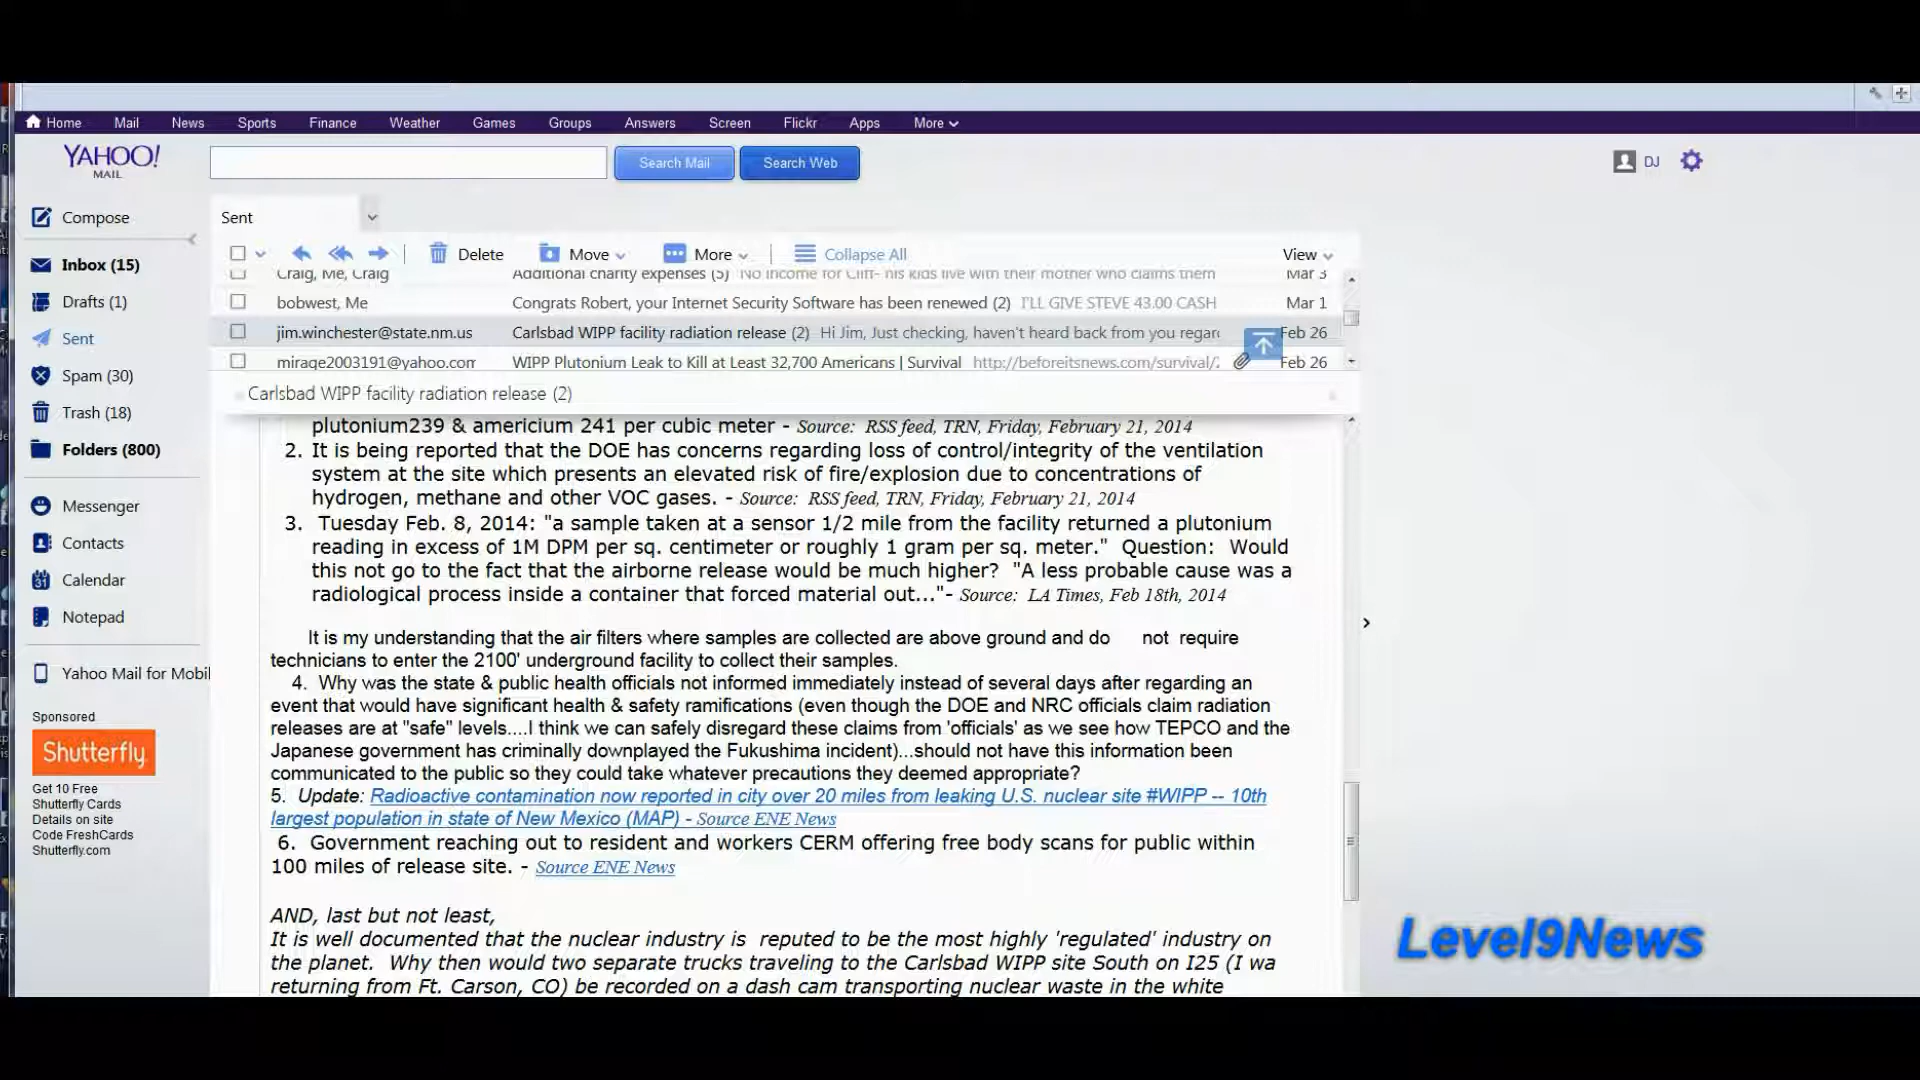 Home Mail News Sports Finance Weather Games Groups Answers Screen Flickr Apps More
YAHOO!
MAIL
Search Mail Search Web
DJ
Compose
Inbox (15)
Drafts (1)
Sent
Spam (30)
Trash (18)
Folders (800)
Messenger
Contacts
Calendar
Notepad
Yahoo Mail for Mobil
Sponsored
Shutterfly
Get 10 Free
Shutterfly Cards
Details on site
Code FreshCards
Shutterfly.com
Sent
Delete Move More Collapse All View
Craig, Me, Craig Additional charity expenses (5) No income for Cliff- his kids live with their mother who claims them Mar 3
bobwest, Me Congrats Robert, your Internet Security Software has been renewed (2) I'LL GIVE STEVE 43.00 CASH Mar 1
jim.winchester@state.nm.us Carlsbad WIPP facility radiation release (2) Hi Jim, Just checking, haven't heard back from you regar Feb 26
mirage2003191@yahoo.com WIPP Plutonium Leak to Kill at Least 32,700 Americans | Survival http://beforeitsnews.com/survival/ Feb 26
Carlsbad WIPP facility radiation release (2)
plutonium239 & americium 241 per cubic meter - Source: RSS feed, TRN, Friday, February 21, 2014
2. It is being reported that the DOE has concerns regarding loss of control/integrity of the ventilation
system at the site which presents an elevated risk of fire/explosion due to concentrations of
hydrogen, methane and other VOC gases. - Source: RSS feed, TRN, Friday, February 21, 2014
3. Tuesday Feb. 8, 2014: "a sample taken at a sensor 1/2 mile from the facility returned a plutonium
reading in excess of 1M DPM per sq. centimeter or roughly 1 gram per sq. meter." Question: Would
this not go to the fact that the airborne release would be much higher? "A less probable cause was a
radiological process inside a container that forced material out..."- Source: LA Times, Feb 18th, 2014
It is my understanding that the air filters where samples are collected are above ground and do not require
technicians to enter the 2100' underground facility to collect their samples.
4. Why was the state & public health officials not informed immediately instead of several days after regarding an
event that would have significant health & safety ramifications (even though the DOE and NRC officials claim radiation
releases are at "safe" levels....I think we can safely disregard these claims from 'officials' as we see how TEPCO and the
Japanese government has criminally downplayed the Fukushima incident)...should not have this information been
communicated to the public so they could take whatever precautions they deemed appropriate?
5. Update: Radioactive contamination now reported in city over 20 miles from leaking U.S. nuclear site #WIPP -- 10th
largest population in state of New Mexico (MAP) - Source ENE News
6. Government reaching out to resident and workers CERM offering free body scans for public within
100 miles of release site. - Source ENE News
AND, last but not least,
It is well documented that the nuclear industry is reputed to be the most highly 'regulated' industry on
the planet. Why then would two separate trucks traveling to the Carlsbad WIPP site South on I25 (I wa
returning from Ft. Carson, CO) be recorded on a dash cam transporting nuclear waste in the white
Level9News